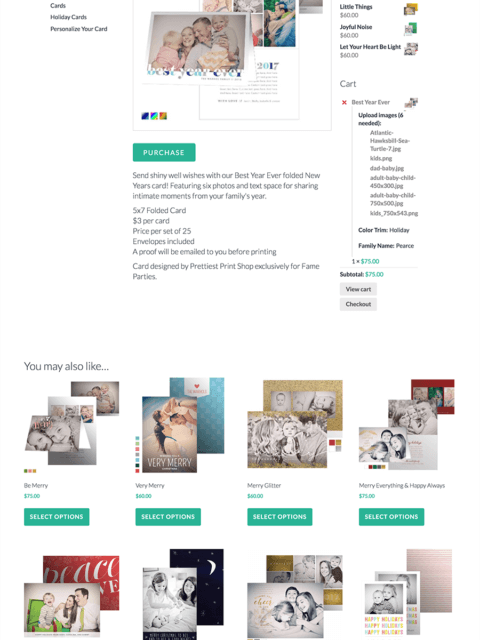 Cards
Holiday Cards
Personalize Your Card
best year ever
2017
PURCHASE
Send shiny well wishes with our Best Year Ever folded New
Years card! Featuring six photos and text space for sharing
intimate moments from your family's year.
5x7 Folded Card
$3 per card
Price per set of 25
Envelopes included
A proof will be emailed to you before printing
Card designed by Prettiest Print Shop exclusively for Fame
Parties.
Little Things
$60.00
Joyful Noise
$60.00
Let Your Heart Be Light
$60.00
Cart
Best Year Ever
Upload images (6
needed):
Atlantic-
Hawksbill-Sea-
Turtle-7.jpg
kids.png
dad-baby.jpg
adult-baby-child-
450x300.jpg
adult-baby-child-
750x500.jpg
kids_750x543.png
Color Trim: Holiday
Family Name: Pearce
1 × $75.00
Subtotal: $75.00
View cart
Checkout
You may also like…
VERY MERRY
Be Merry
$75.00
SELECT OPTIONS
Very Merry
$60.00
SELECT OPTIONS
Merry Glitter
$60.00
SELECT OPTIONS
Merry Everything & Happy Always
$75.00
SELECT OPTIONS
PEACE
LOVE
HAPPY HOLIDAYS
HAPPY HOLIDAYS
HAPPY HOLIDAYS